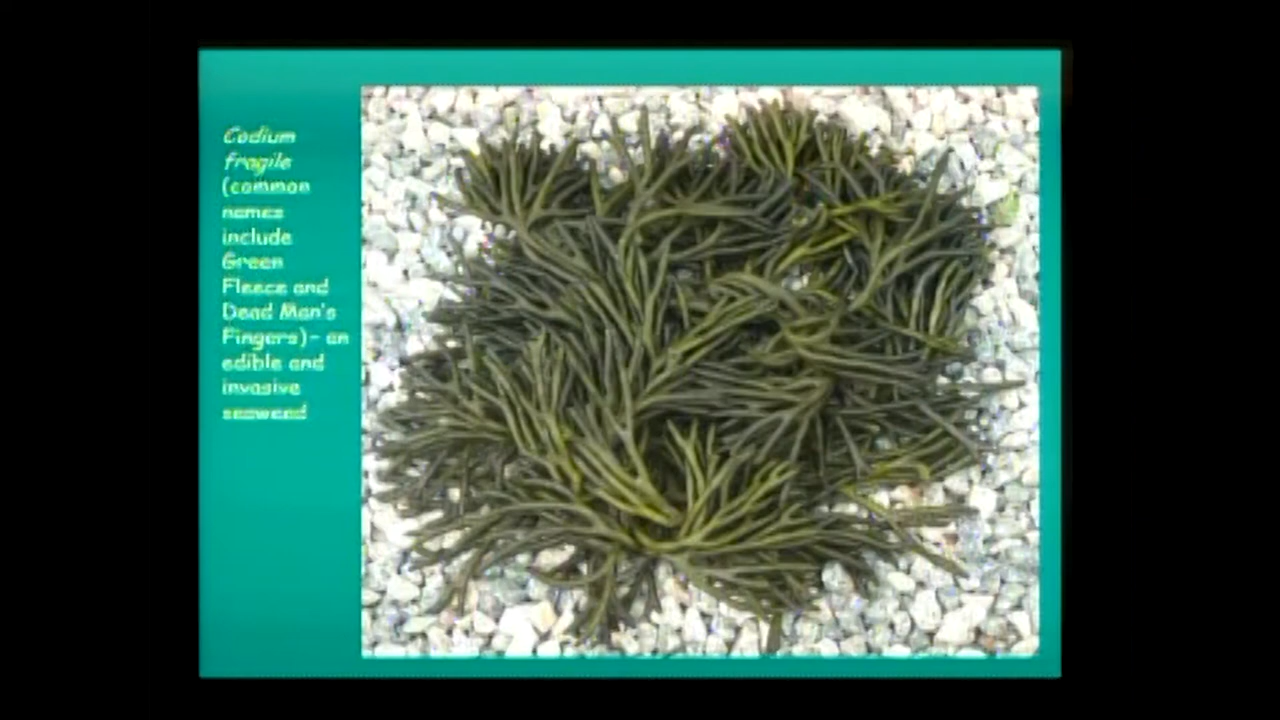 Codium
fragile
(common
names
include
Green
Fleece and
Dead Man's
Fingers)- an
edible and
invasive
seaweed